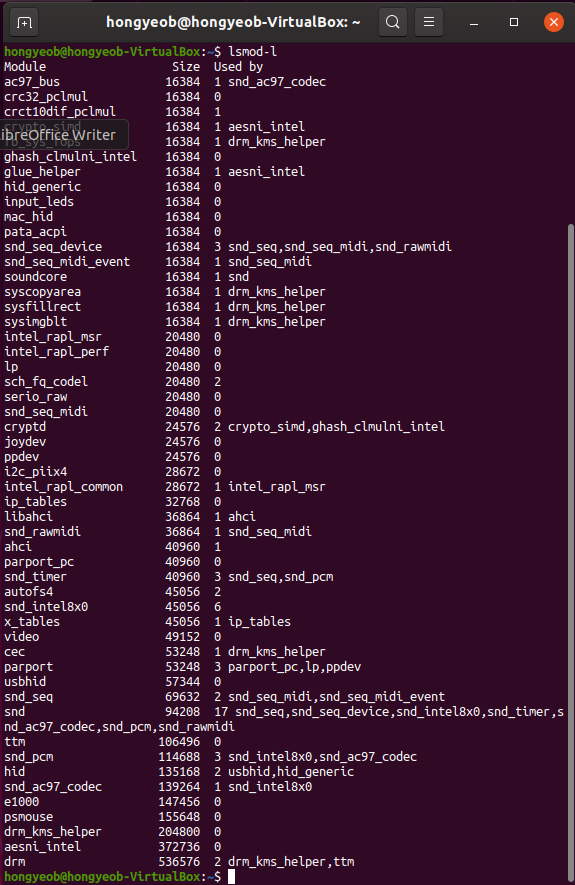 hongyeob@hongyeob-VirtualBox: ~
hongyeob@hongyeob-VirtualBox:~$ lsmod-l
Module                  Size  Used by
ac97_bus               16384  1 snd_ac97_codec
crc32_pclmul           16384  0
crct10dif_pclmul       16384  1
crypto_simd            16384  1 aesni_intel
ibreOffice Writer
fb_sys_fops            16384  1 drm_kms_helper
ghash_clmulni_intel    16384  0
glue_helper            16384  1 aesni_intel
hid_generic            16384  0
input_leds             16384  0
mac_hid                16384  0
pata_acpi              16384  0
snd_seq_device         16384  3 snd_seq,snd_seq_midi,snd_rawmidi
snd_seq_midi_event     16384  1 snd_seq_midi
soundcore              16384  1 snd
syscopyarea            16384  1 drm_kms_helper
sysfillrect            16384  1 drm_kms_helper
sysimgblt              16384  1 drm_kms_helper
intel_rapl_msr         20480  0
intel_rapl_perf        20480  0
lp                     20480  0
sch_fq_codel           20480  2
serio_raw              20480  0
snd_seq_midi           20480  0
cryptd                 24576  2 crypto_simd,ghash_clmulni_intel
joydev                 24576  0
ppdev                  24576  0
i2c_piix4              28672  0
intel_rapl_common      28672  1 intel_rapl_msr
ip_tables              32768  0
libahci                36864  1 ahci
snd_rawmidi            36864  1 snd_seq_midi
ahci                   40960  1
parport_pc             40960  0
snd_timer              40960  3 snd_seq,snd_pcm
autofs4                45056  2
snd_intel8x0           45056  6
x_tables               45056  1 ip_tables
video                  49152  0
cec                    53248  1 drm_kms_helper
parport                53248  3 parport_pc,lp,ppdev
usbhid                 57344  0
snd_seq                69632  2 snd_seq_midi,snd_seq_midi_event
snd                    94208  17 snd_seq,snd_seq_device,snd_intel8x0,snd_timer,s
nd_ac97_codec,snd_pcm,snd_rawmidi
ttm                   106496  0
snd_pcm               114688  3 snd_intel8x0,snd_ac97_codec
hid                   135168  2 usbhid,hid_generic
snd_ac97_codec        139264  1 snd_intel8x0
e1000                 147456  0
psmouse               155648  0
drm_kms_helper        204800  0
aesni_intel           372736  0
drm                   536576  2 drm_kms_helper,ttm
hongyeob@hongyeob-VirtualBox:~$